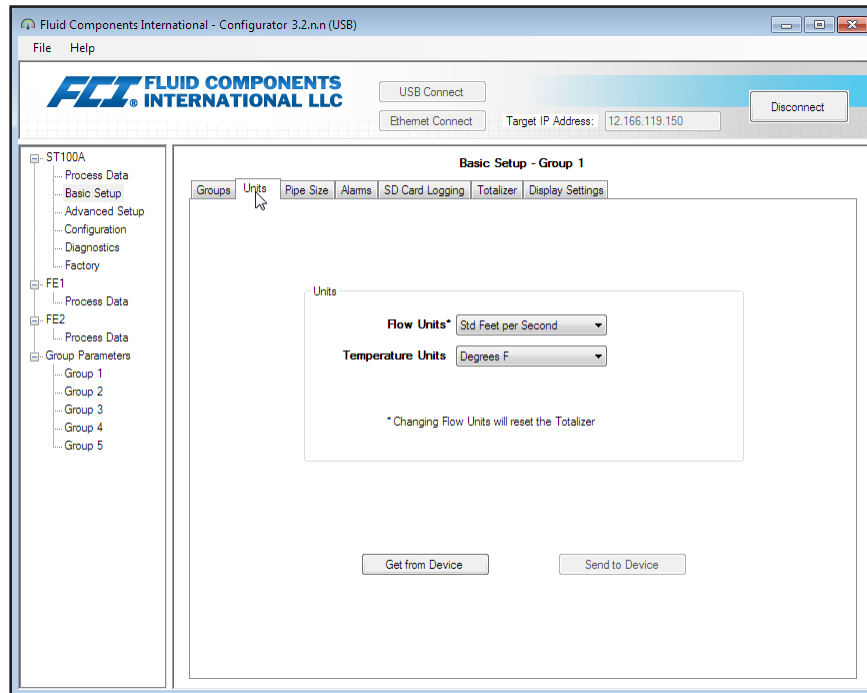 Fluid Components International - Configurator 3.2.n.n (USB)
File Help
FCI ® FLUID COMPONENTS
INTERNATIONAL LLC
USB Connect
Ethernet Connect
Target IP Address: 12.166.119.150
Disconnect
ST100A
Process Data
Basic Setup
Advanced Setup
Configuration
Diagnostics
Factory
FE1
Process Data
FE2
Process Data
Group Parameters
Group 1
Group 2
Group 3
Group 4
Group 5
Basic Setup - Group 1
Groups Units Pipe Size Alarms SD Card Logging Totalizer Display Settings
Units
Flow Units* Std Feet per Second
Temperature Units Degrees F
* Changing Flow Units will reset the Totalizer
Get from Device Send to Device